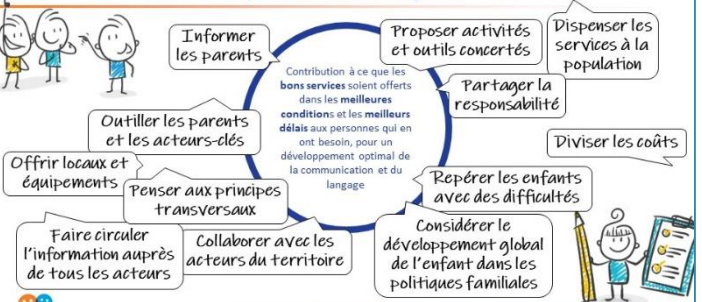 Informer
les parents
Proposer activités
et outils concertés
Dispenser les
services à la
population
Contribution à ce que les
bons services soient offerts
dans les meilleures
conditions et les meilleurs
délais aux personnes qui en
ont besoin, pour un
développement optimal de
la communication et du
langage
Partager la
responsabilité
Outiller les parents
et les acteurs-clés
Diviser les coûts
Offrir locaux et
équipements
Penser aux principes
transversaux
Repérer les enfants
avec des difficultés
Faire circuler
l'information auprès
de tous les acteurs
Collaborer avec les
acteurs du territoire
Considérer le
développement global
de l'enfant dans les
politiques familiales